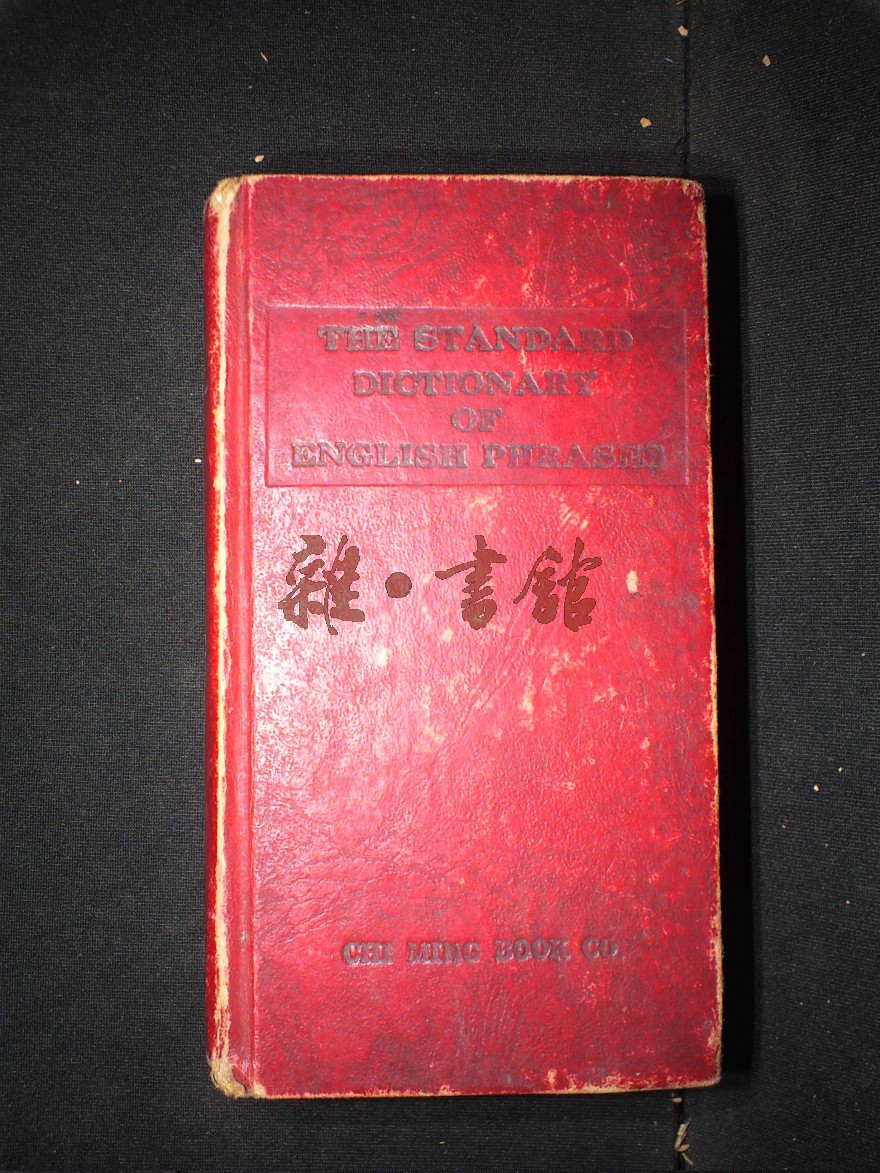 THE STANDARD
DICTIONARY
OF
ENGLISH PHRASES
雜·書館
CHI MING BOOK CO